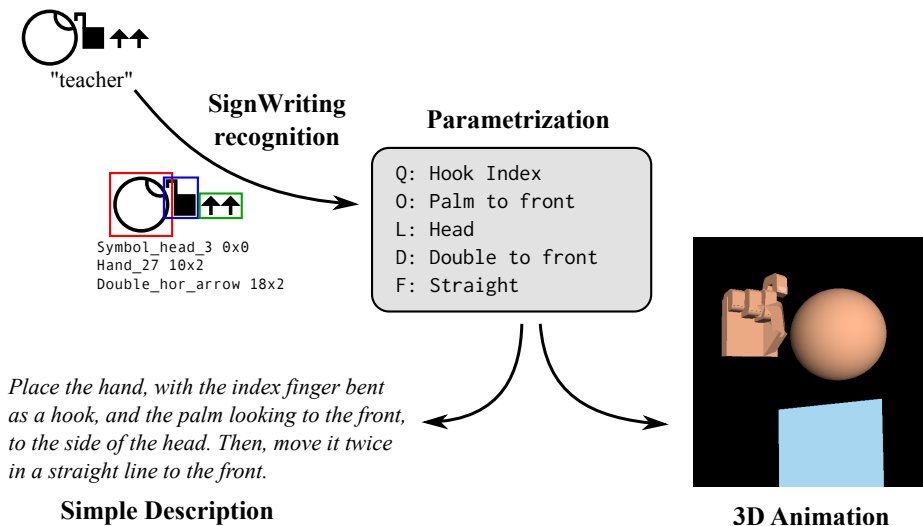 "teacher"
SignWriting
recognition
Symbol_head_3 0x0
Hand_27 10x2
Double_hor_arrow 18x2
Parametrization
Q: Hook Index
O: Palm to front
L: Head
D: Double to front
F: Straight
Place the hand, with the index finger bent
as a hook, and the palm looking to the front,
to the side of the head. Then, move it twice
in a straight line to the front.
Simple Description
3D Animation